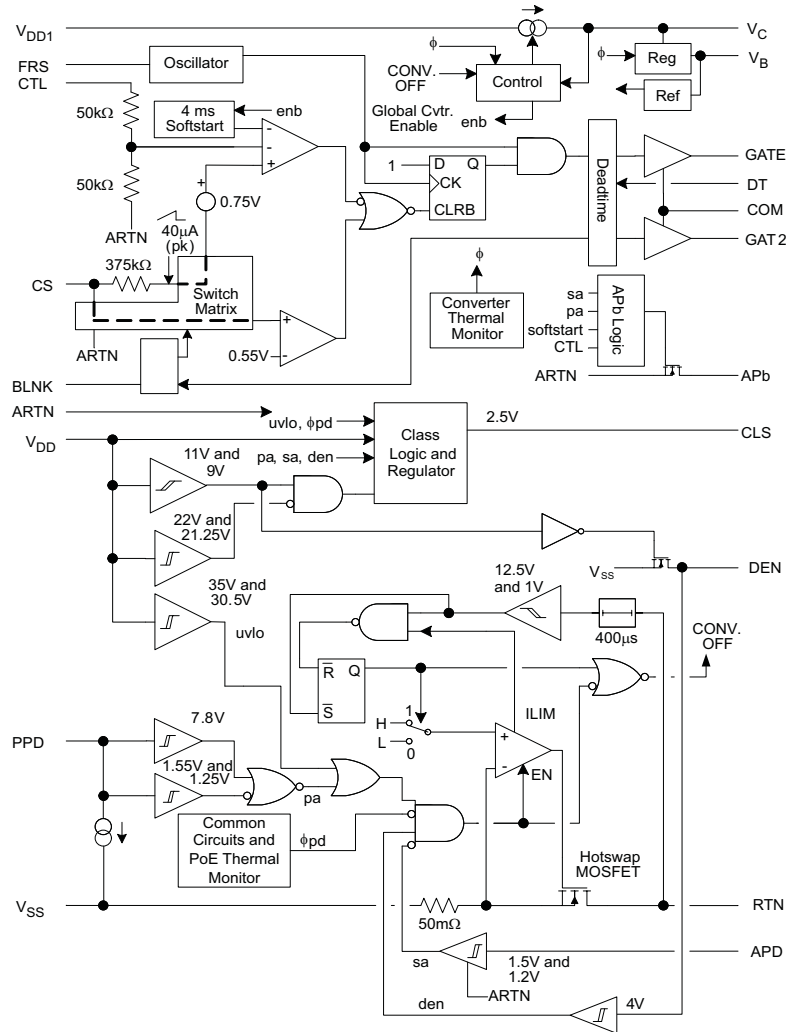 V_DD1
V_C
FRS
Oscillator
ϕ
ϕ
Reg
V_B
CTL
CONV.
OFF
Control
Ref
50kΩ
4 ms
Softstart
enb
Global Cvtr.
Enable
enb
-
-
+
1
D
Q
CK
CLRB
Deadtime
GATE
DT
COM
GAT2
50kΩ
+
0.75V
ARTN
40μA
(pk)
375kΩ
CS
Switch
Matrix
ϕ
Converter
Thermal
Monitor
sa
pa
softstart
CTL
APb Logic
+
-
0.55V
ARTN
BLNK
ARTN
APb
ARTN
uvlo, ϕpd
Class
Logic and
Regulator
2.5V
CLS
V_DD
pa, sa, den
11V and
9V
22V and
21.25V
V_SS
DEN
35V and
30.5V
uvlo
12.5V
and 1V
400μs
CONV.
OFF
R̅
Q
S̅
H
1
L
0
ILIM
+
-
EN
PPD
7.8V
1.55V and
1.25V
pa
Common
Circuits and
PoE Thermal
Monitor
ϕpd
Hotswap
MOSFET
V_SS
50mΩ
RTN
sa
1.5V and
1.2V
APD
ARTN
den
4V